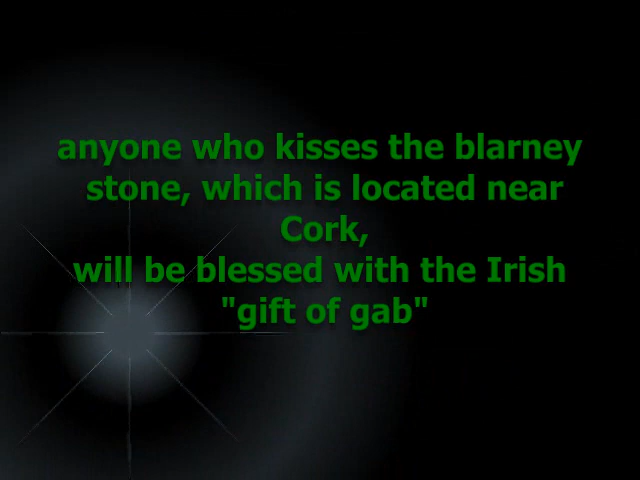 anyone who kisses the blarney
stone, which is located near
Cork,
will be blessed with the Irish
"gift of gab"